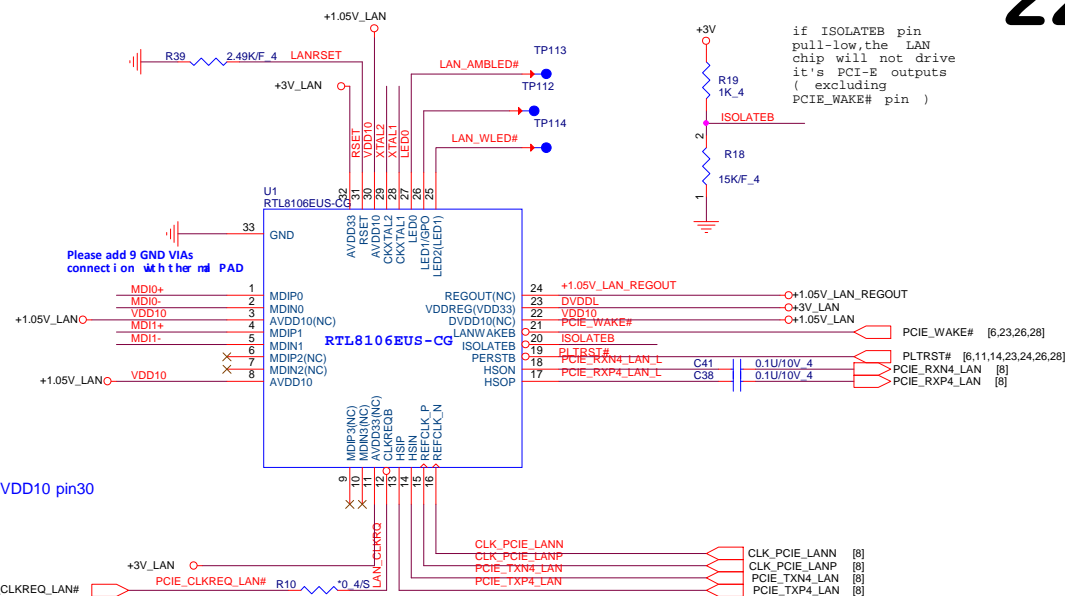 22
+1.05V_LAN
R39 2.49K/F_4 LANRSET
+3V_LAN
LAN_AMBLED#
TP113
TP112
TP114
LAN_WLED#
+3V
R19
1K_4
ISOLATEB
2
R18
15K/F_4
1
if ISOLATEB pin
pull-low,the LAN
chip will not drive
it's PCI-E outputs
( excluding
PCIE_WAKE# pin )
RSET
VDD10
XTAL2
XTAL1
LED0
U1
RTL8106EUS-CG
32 31 30 29 28 27 26 25
AVDD33
RSET
AVDD10
CKXTAL2
CKXTAL1
LED0
LED1/GPO
LED2(LED1)
33 GND
Please add 9 GND VIAs
connection with thermal PAD
MDI0+ 1 MDIP0
MDI0- 2 MDIN0
+1.05V_LAN VDD10 3 AVDD10(NC)
MDI1+ 4 MDIP1
MDI1- 5 MDIN1
6 MDIP2(NC)
7 MDIN2(NC)
+1.05V_LAN VDD10 8 AVDD10
RTL8106EUS-CG
REGOUT(NC) 24 +1.05V_LAN_REGOUT +1.05V_LAN_REGOUT
VDDREG(VDD33) 23 DVDDL +3V_LAN
DVDD10(NC) 22 VDD10 +1.05V_LAN
LANWAKEB 21 PCIE_WAKE# PCIE_WAKE# [6,23,26,28]
ISOLATEB 20 ISOLATEB
PERSTB 19 PLTRST# PLTRST# [6,11,14,23,24,26,28]
HSON 18 PCIE_RXN4_LAN_L C41 0.1U/10V_4 PCIE_RXN4_LAN [8]
HSOP 17 PCIE_RXP4_LAN_L C38 0.1U/10V_4 PCIE_RXP4_LAN [8]
MDIP3(NC)
MDIN3(NC)
AVDD33(NC)
CLKREQB
HSIP
HSIN
REFCLK_P
REFCLK_N
9 10 11 12 13 14 15 16
VDD10 pin30
LAN_CLKRQ
CLK_PCIE_LANN CLK_PCIE_LANN [8]
CLK_PCIE_LANP CLK_PCIE_LANP [8]
+3V_LAN
PCIE_TXN4_LAN PCIE_TXN4_LAN [8]
CLKREQ_LAN# PCIE_CLKREQ_LAN# R10 *0_4/S
PCIE_TXP4_LAN PCIE_TXP4_LAN [8]